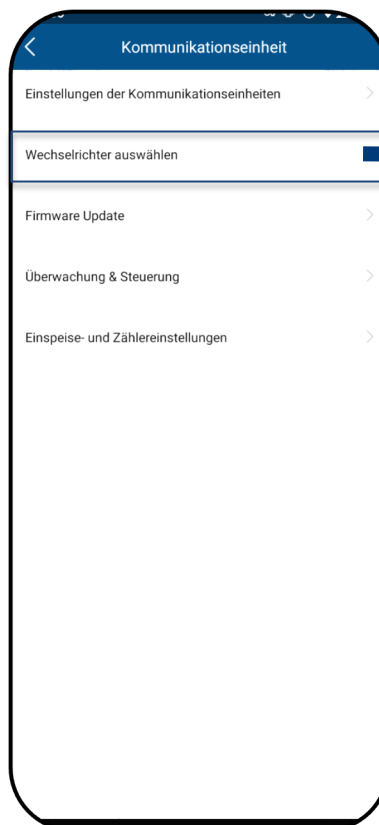 Kommunikationseinheit
Einstellungen der Kommunikationseinheiten
Wechselrichter auswählen
Firmware Update
Überwachung & Steuerung
Einspeise- und Zählereinstellungen